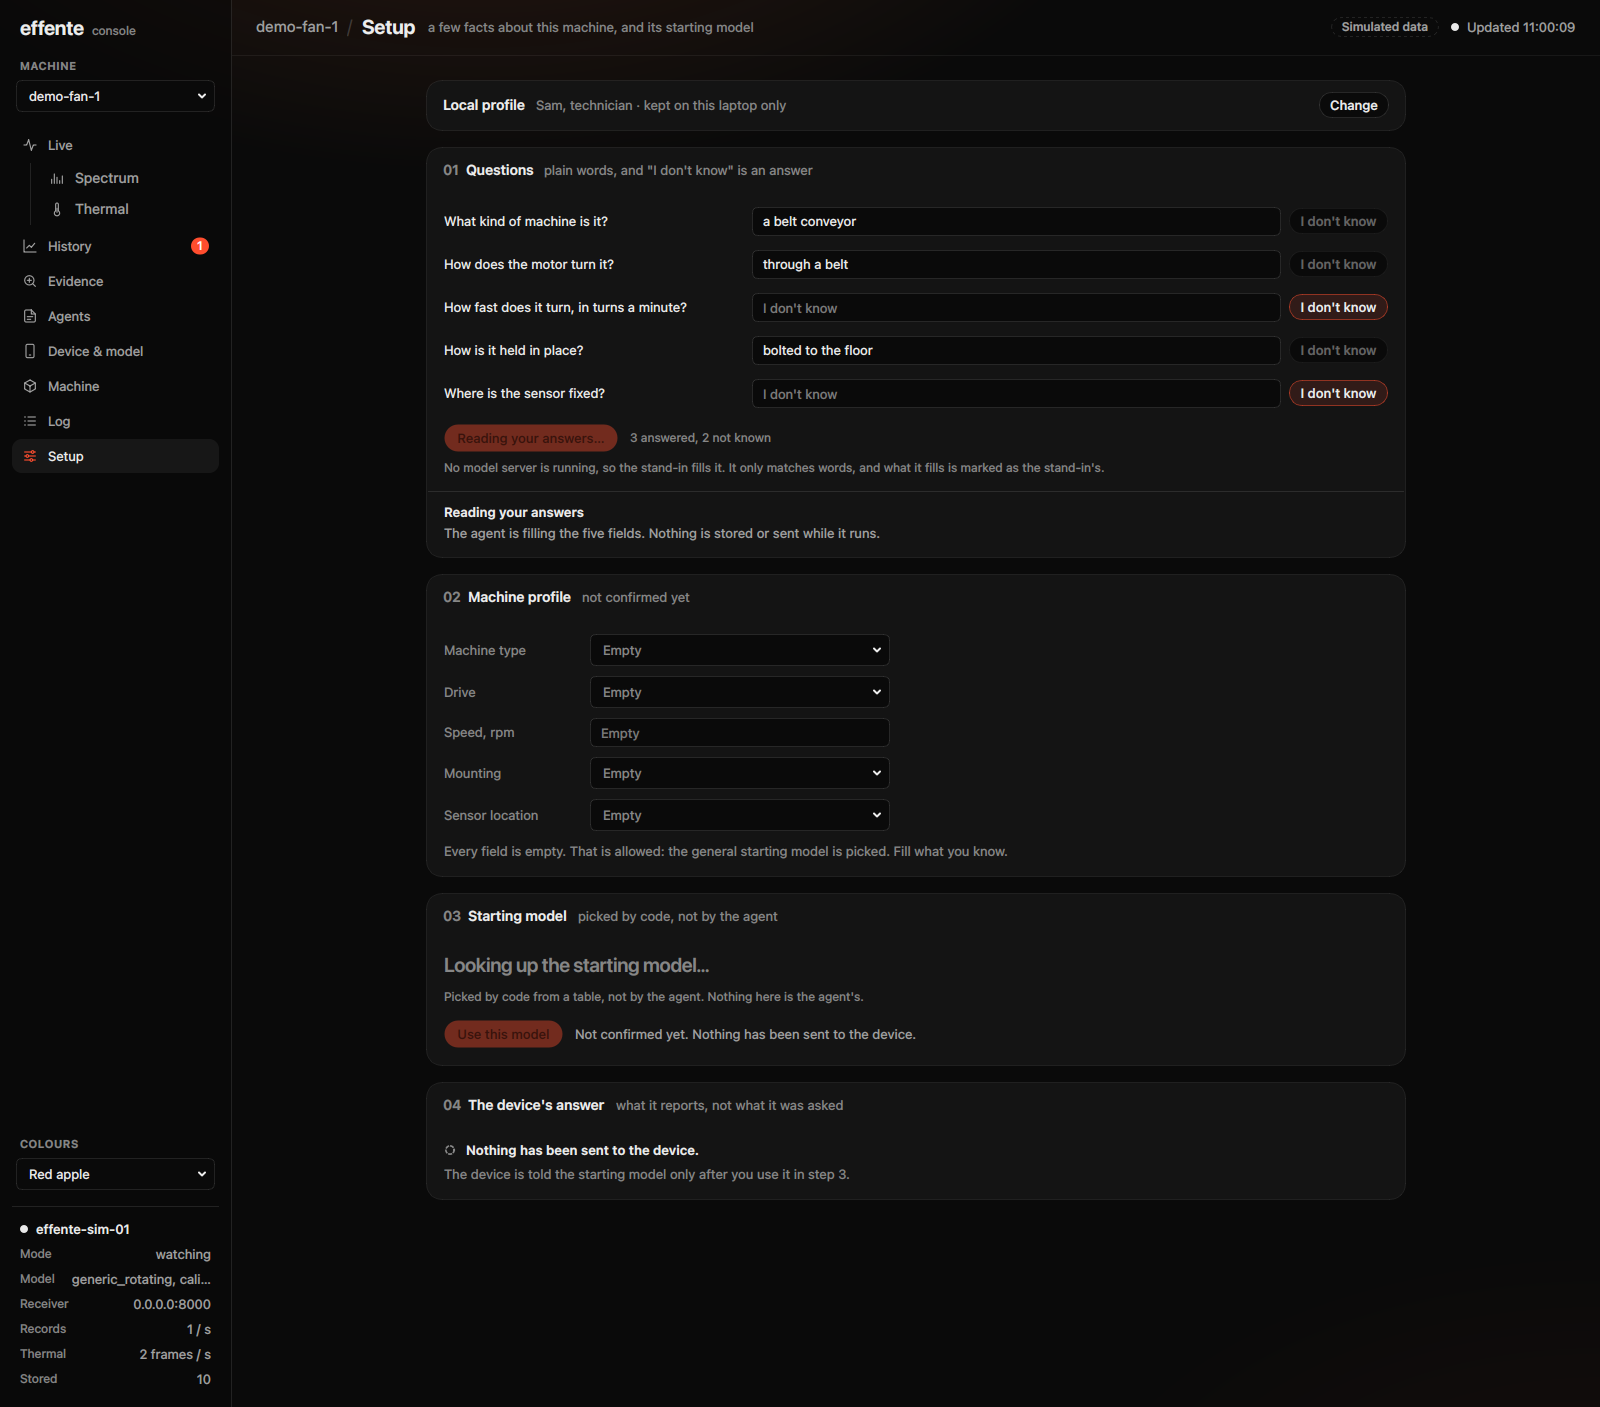 effente console
MACHINE
demo-fan-1
Live
Spectrum
Thermal
History 1
Evidence
Agents
Device & model
Machine
Log
Setup
COLOURS
Red apple
effente-sim-01
Mode watching
Model generic_rotating, cali...
Receiver 0.0.0.0:8000
Records 1 / s
Thermal 2 frames / s
Stored 10
demo-fan-1 / Setup a few facts about this machine, and its starting model
Simulated data Updated 11:00:09
Local profile Sam, technician · kept on this laptop only Change
01 Questions plain words, and "I don't know" is an answer
What kind of machine is it? a belt conveyor I don't know
How does the motor turn it? through a belt I don't know
How fast does it turn, in turns a minute? I don't know I don't know
How is it held in place? bolted to the floor I don't know
Where is the sensor fixed? I don't know I don't know
Reading your answers... 3 answered, 2 not known
No model server is running, so the stand-in fills it. It only matches words, and what it fills is marked as the stand-in's.
Reading your answers
The agent is filling the five fields. Nothing is stored or sent while it runs.
02 Machine profile not confirmed yet
Machine type Empty
Drive Empty
Speed, rpm Empty
Mounting Empty
Sensor location Empty
Every field is empty. That is allowed: the general starting model is picked. Fill what you know.
03 Starting model picked by code, not by the agent
Looking up the starting model...
Picked by code from a table, not by the agent. Nothing here is the agent's.
Use this model Not confirmed yet. Nothing has been sent to the device.
04 The device's answer what it reports, not what it was asked
Nothing has been sent to the device.
The device is told the starting model only after you use it in step 3.